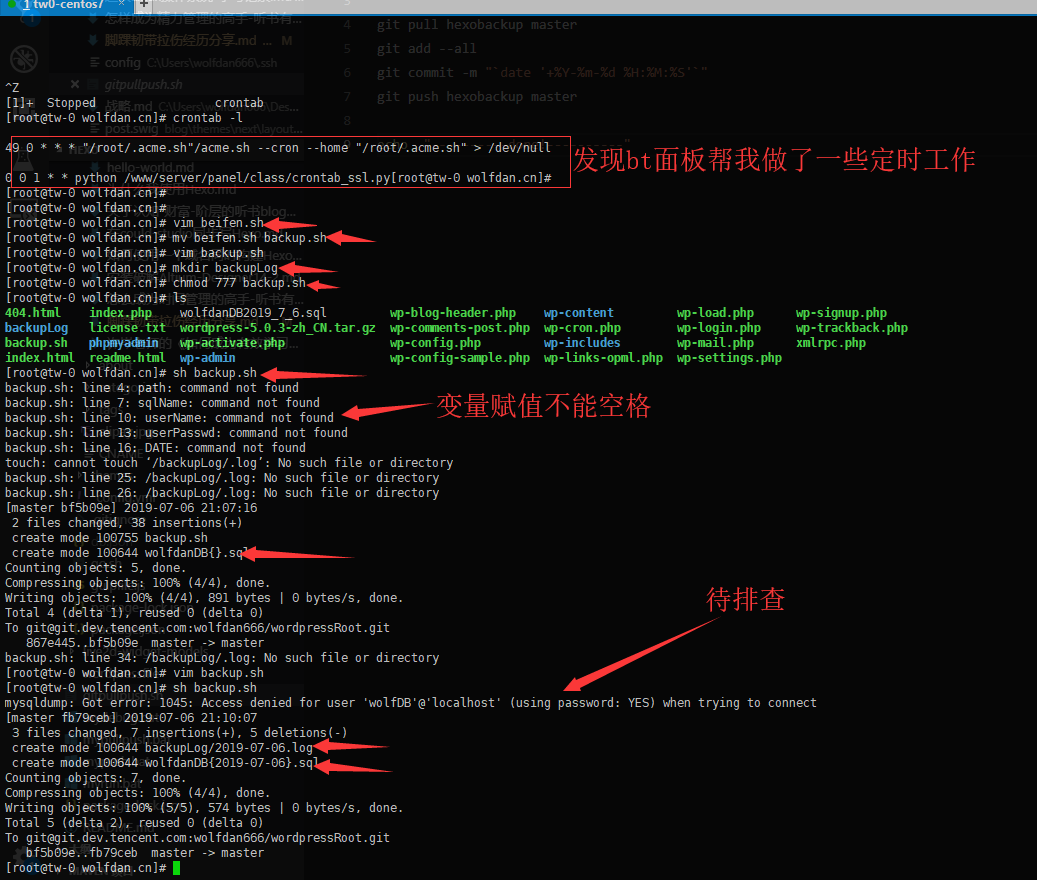 1 tw0-centos7
git pull hexobackup master
git add --all
git commit -m "`date '+%Y-%m-%d %H:%M:%S'`"
git push hexobackup master
^Z
[1]+  Stopped                 crontab
[root@tw-0 wolfdan.cn]# crontab -l
49 0 * * * "/root/.acme.sh"/acme.sh --cron --home "/root/.acme.sh" > /dev/null
发现bt面板帮我做了一些定时工作
0 0 1 * * python /www/server/panel/class/crontab_ssl.py[root@tw-0 wolfdan.cn]#
[root@tw-0 wolfdan.cn]#
[root@tw-0 wolfdan.cn]#
[root@tw-0 wolfdan.cn]# vim beifen.sh
[root@tw-0 wolfdan.cn]# mv beifen.sh backup.sh
[root@tw-0 wolfdan.cn]# vim backup.sh
[root@tw-0 wolfdan.cn]# mkdir backupLog
[root@tw-0 wolfdan.cn]# chmod 777 backup.sh
[root@tw-0 wolfdan.cn]# ls
404.html index.php wolfdanDB2019_7_6.sql wp-blog-header.php wp-content wp-load.php wp-signup.php
backupLog license.txt wordpress-5.0.3-zh_CN.tar.gz wp-comments-post.php wp-cron.php wp-login.php wp-trackback.php
backup.sh phpmyadmin wp-activate.php wp-config.php wp-includes wp-mail.php xmlrpc.php
index.html readme.html wp-admin wp-config-sample.php wp-links-opml.php wp-settings.php
[root@tw-0 wolfdan.cn]# sh backup.sh
backup.sh: line 4: path: command not found
backup.sh: line 7: sqlName: command not found
变量赋值不能空格
backup.sh: line 10: userName: command not found
backup.sh: line 13: userPasswd: command not found
backup.sh: line 16: DATE: command not found
touch: cannot touch ‘/backupLog/.log’: No such file or directory
backup.sh: line 25: /backupLog/.log: No such file or directory
backup.sh: line 26: /backupLog/.log: No such file or directory
[master bf5b09e] 2019-07-06 21:07:16
2 files changed, 38 insertions(+)
create mode 100755 backup.sh
create mode 100644 wolfdanDB{}.sql
Counting objects: 5, done.
Compressing objects: 100% (4/4), done.
Writing objects: 100% (4/4), 891 bytes | 0 bytes/s, done.
待排查
Total 4 (delta 1), reused 0 (delta 0)
To git@git.dev.tencent.com:wolfdan666/wordpressRoot.git
867e445..bf5b09e  master -> master
backup.sh: line 34: /backupLog/.log: No such file or directory
[root@tw-0 wolfdan.cn]# vim backup.sh
[root@tw-0 wolfdan.cn]# sh backup.sh
mysqldump: Got error: 1045: Access denied for user 'wolfDB'@'localhost' (using password: YES) when trying to connect
[master fb79ceb] 2019-07-06 21:10:07
3 files changed, 7 insertions(+), 5 deletions(-)
create mode 100644 backupLog/2019-07-06.log
create mode 100644 wolfdanDB{2019-07-06}.sql
Counting objects: 7, done.
Compressing objects: 100% (4/4), done.
Writing objects: 100% (5/5), 574 bytes | 0 bytes/s, done.
Total 5 (delta 2), reused 0 (delta 0)
To git@git.dev.tencent.com:wolfdan666/wordpressRoot.git
bf5b09e..fb79ceb  master -> master
[root@tw-0 wolfdan.cn]#